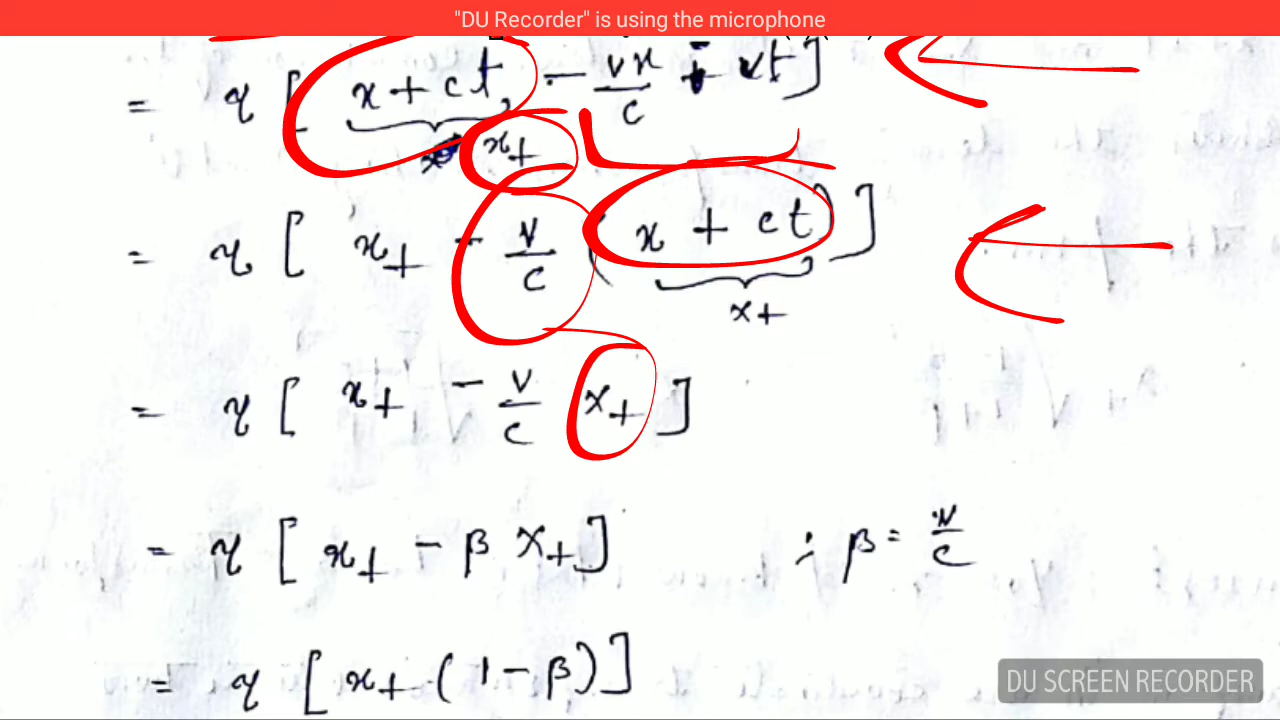 "DU Recorder" is using the microphone
= γ [ x + ct - vx/c - vt ]
x₊
= γ [ x₊ - v/c ( x + ct ) ]
x₊
= γ [ x₊ - v/c x₊ ]
= γ [ x₊ - β x₊ ] ∴ β = v/c
= γ [ x₊ ( 1 - β ) ]
DU SCREEN RECORDER